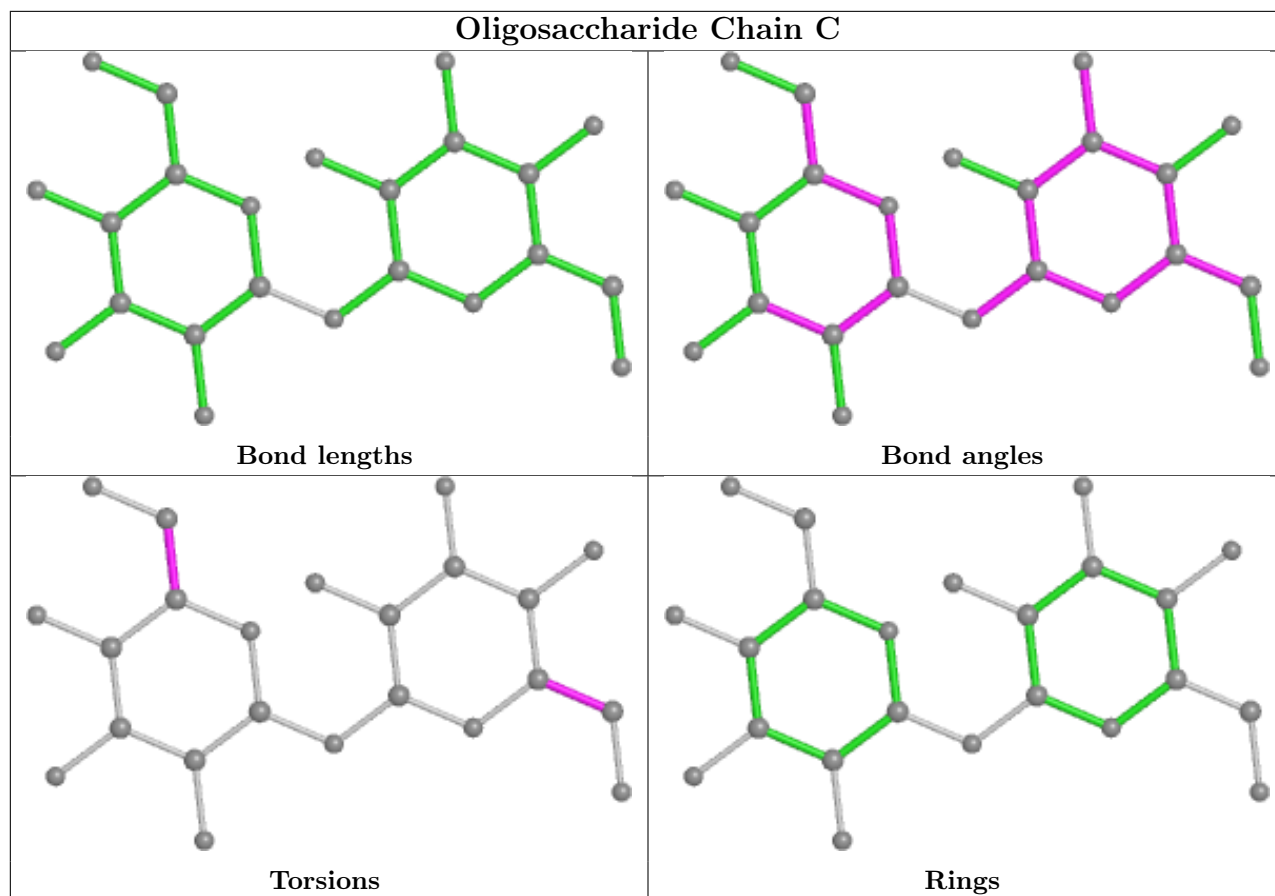 Oligosaccharide Chain C
Bond lengths
Bond angles
Torsions
Rings